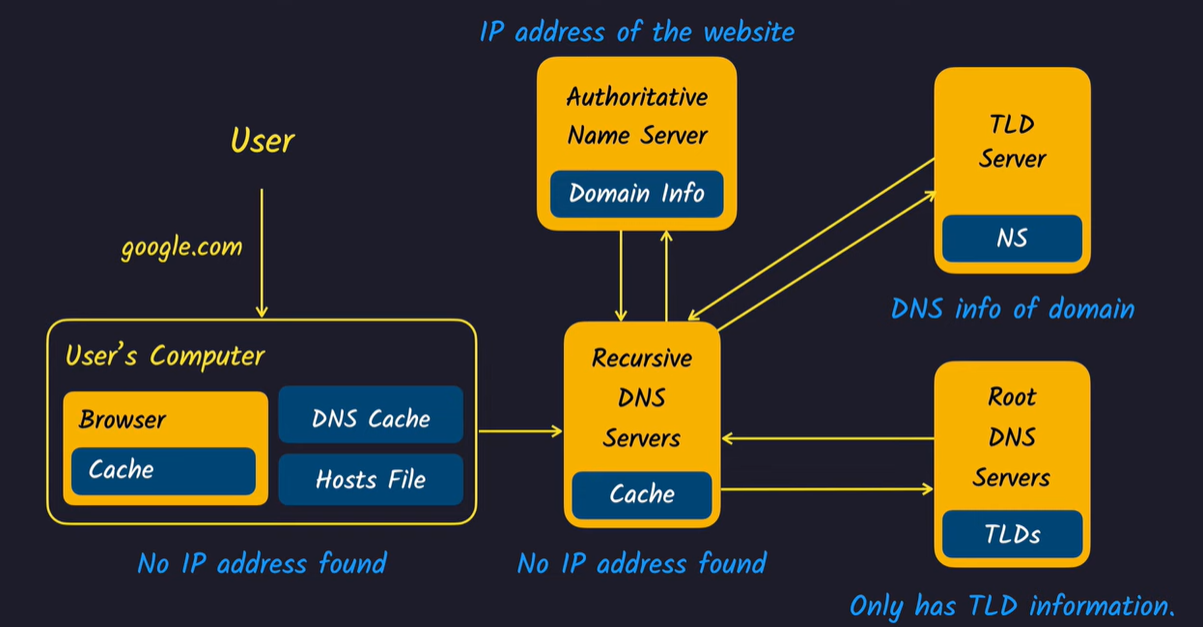 IP address of the website
Authoritative
Name Server
Domain Info
TLD
Server
NS
DNS info of domain
User
google.com
User's Computer
Browser
Cache
DNS Cache
Hosts File
No IP address found
Recursive
DNS
Servers
Cache
No IP address found
Root
DNS
Servers
TLDs
Only has TLD information.